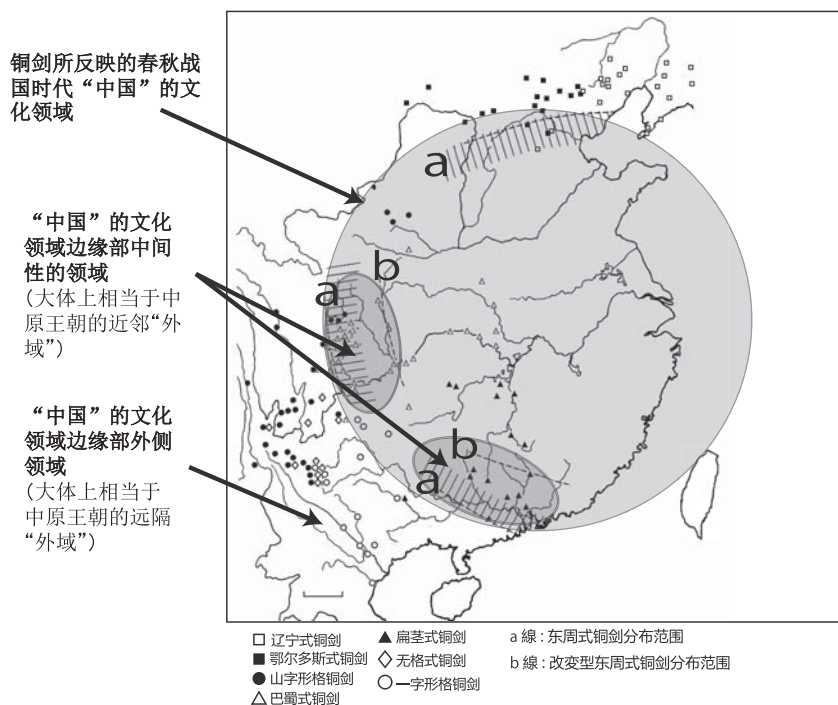 铜剑所反映的春秋战
国时代“中国”的文
化领域
“中国”的文化
领域边缘部中间
性的领域
（大体上相当于中
原王朝的近邻“外
域”）
“中国”的文化
领域边缘部外侧
领域
（大体上相当于
中原王朝的远隔
“外域”）
a
b
a
b
a
辽宁式铜剑
鄂尔多斯式铜剑
山字形格铜剑
巴蜀式铜剑
扁茎式铜剑
无格式铜剑
一字形格铜剑
a 線 : 东周式铜剑分布范围
b 線 : 改变型东周式铜剑分布范围